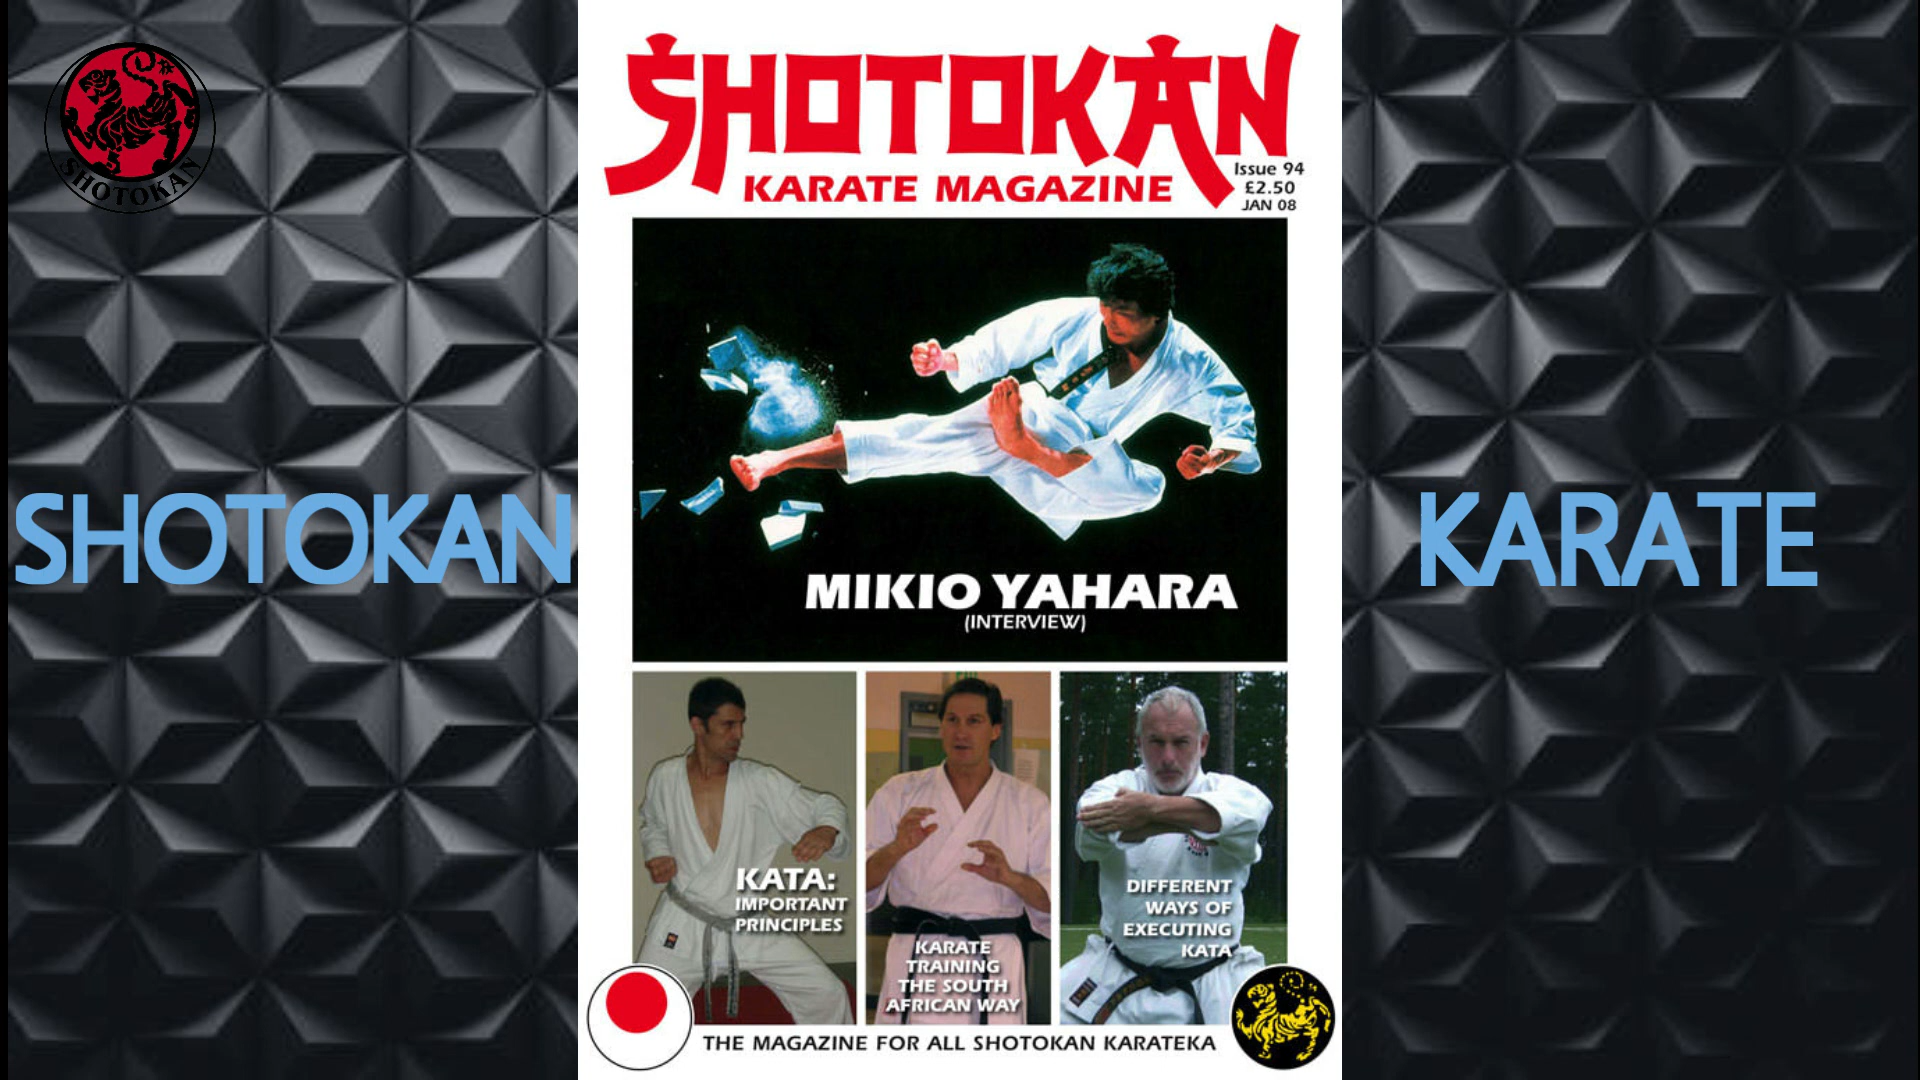 SHOTOKAN
SHOTOKAN
KARATE MAGAZINE
Issue 94
£2.50
JAN 08
SHOTOKAN
KARATE
MIKIO YAHARA
(INTERVIEW)
KATA:
IMPORTANT
PRINCIPLES
KARATE
TRAINING
THE SOUTH
AFRICAN WAY
DIFFERENT
WAYS OF
EXECUTING
KATA
THE MAGAZINE FOR ALL SHOTOKAN KARATEKA